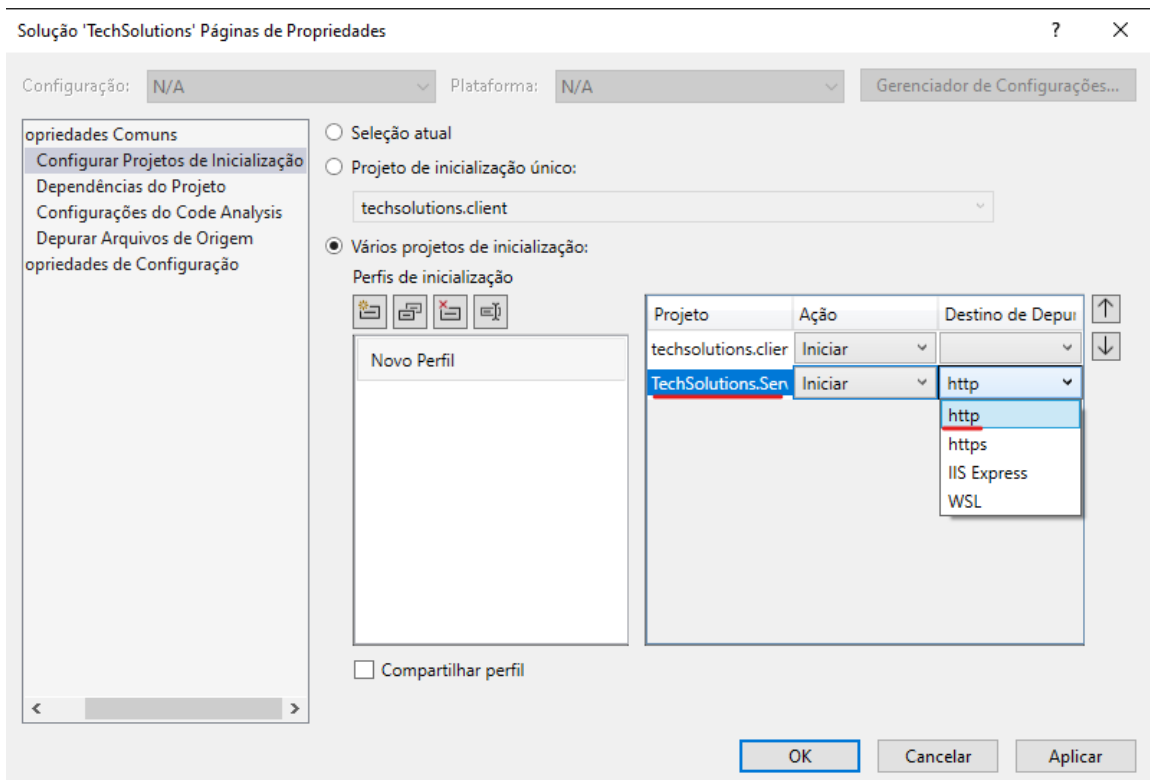 Solução 'TechSolutions' Páginas de Propriedades
?
Configuração: N/A Plataforma: N/A Gerenciador de Configurações...
opriedades Comuns
Configurar Projetos de Inicialização
Dependências do Projeto
Configurações do Code Analysis
Depurar Arquivos de Origem
opriedades de Configuração
Seleção atual
Projeto de inicialização único:
techsolutions.client
Vários projetos de inicialização:
Perfis de inicialização
Novo Perfil
Projeto Ação Destino de Depur
techsolutions.clier Iniciar
TechSolutions.Serv Iniciar http
http
https
IIS Express
WSL
Compartilhar perfil
OK Cancelar Aplicar